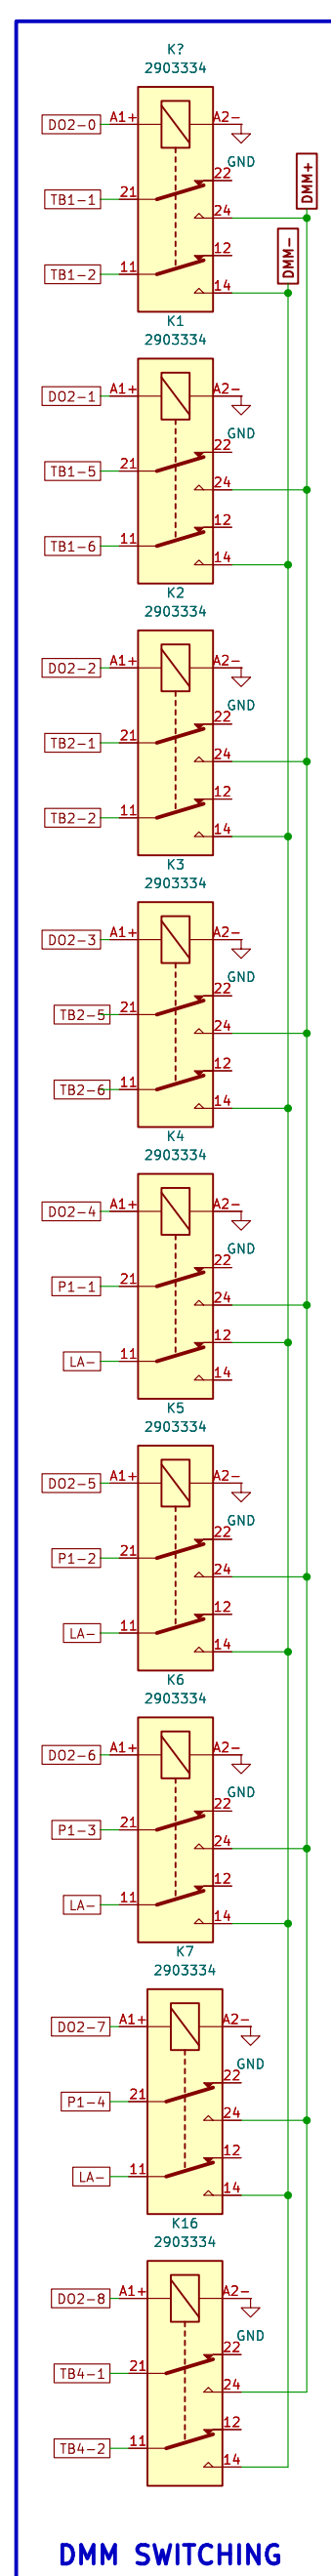 K?
2903334
DO2-0 A1+ A2-
GND
22
TB1-1 21
24
DMM+
12
DMM-
TB1-2 11
14
K1
2903334
DO2-1 A1+ A2-
GND
22
TB1-5 21
24
12
TB1-6 11
14
K2
2903334
DO2-2 A1+ A2-
GND
22
TB2-1 21
24
12
TB2-2 11
14
K3
2903334
DO2-3 A1+ A2-
GND
22
TB2-5 21
24
12
TB2-6 11
14
K4
2903334
DO2-4 A1+ A2-
GND
22
P1-1 21
24
12
LA- 11
14
K5
2903334
DO2-5 A1+ A2-
GND
22
P1-2 21
24
12
LA- 11
14
K6
2903334
DO2-6 A1+ A2-
GND
22
P1-3 21
24
12
LA- 11
14
K7
2903334
DO2-7 A1+ A2-
GND
22
P1-4 21
24
12
LA- 11
14
K16
2903334
DO2-8 A1+ A2-
GND
22
TB4-1 21
24
12
TB4-2 11
14
DMM SWITCHING